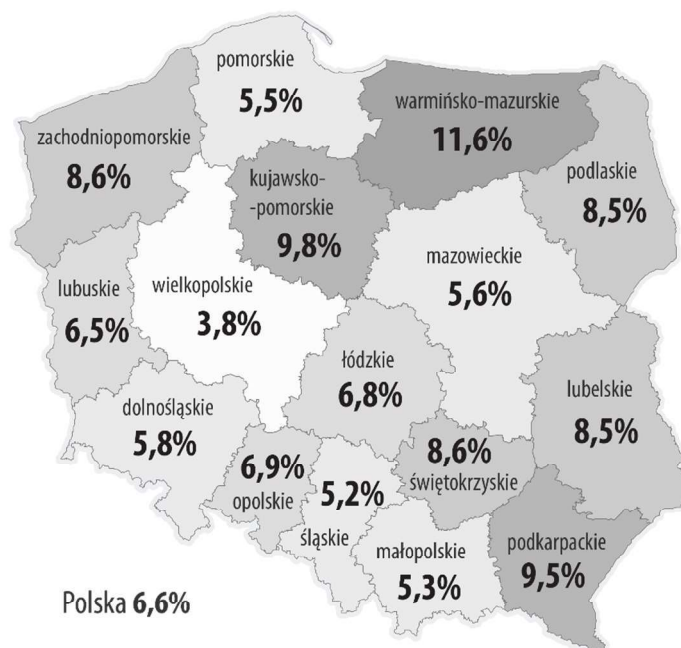 pomorskie
5,5%
warmińsko-mazurskie
11,6%
zachodniopomorskie
8,6%
kujawsko-
-pomorskie
9,8%
podlaskie
8,5%
mazowieckie
5,6%
lubuskie
6,5%
wielkopolskie
3,8%
łódzkie
6,8%
lubelskie
8,5%
dolnośląskie
5,8%
6,9%
opolskie
5,2%
śląskie
8,6%
świętokrzyskie
małopolskie
5,3%
podkarpackie
9,5%
Polska 6,6%